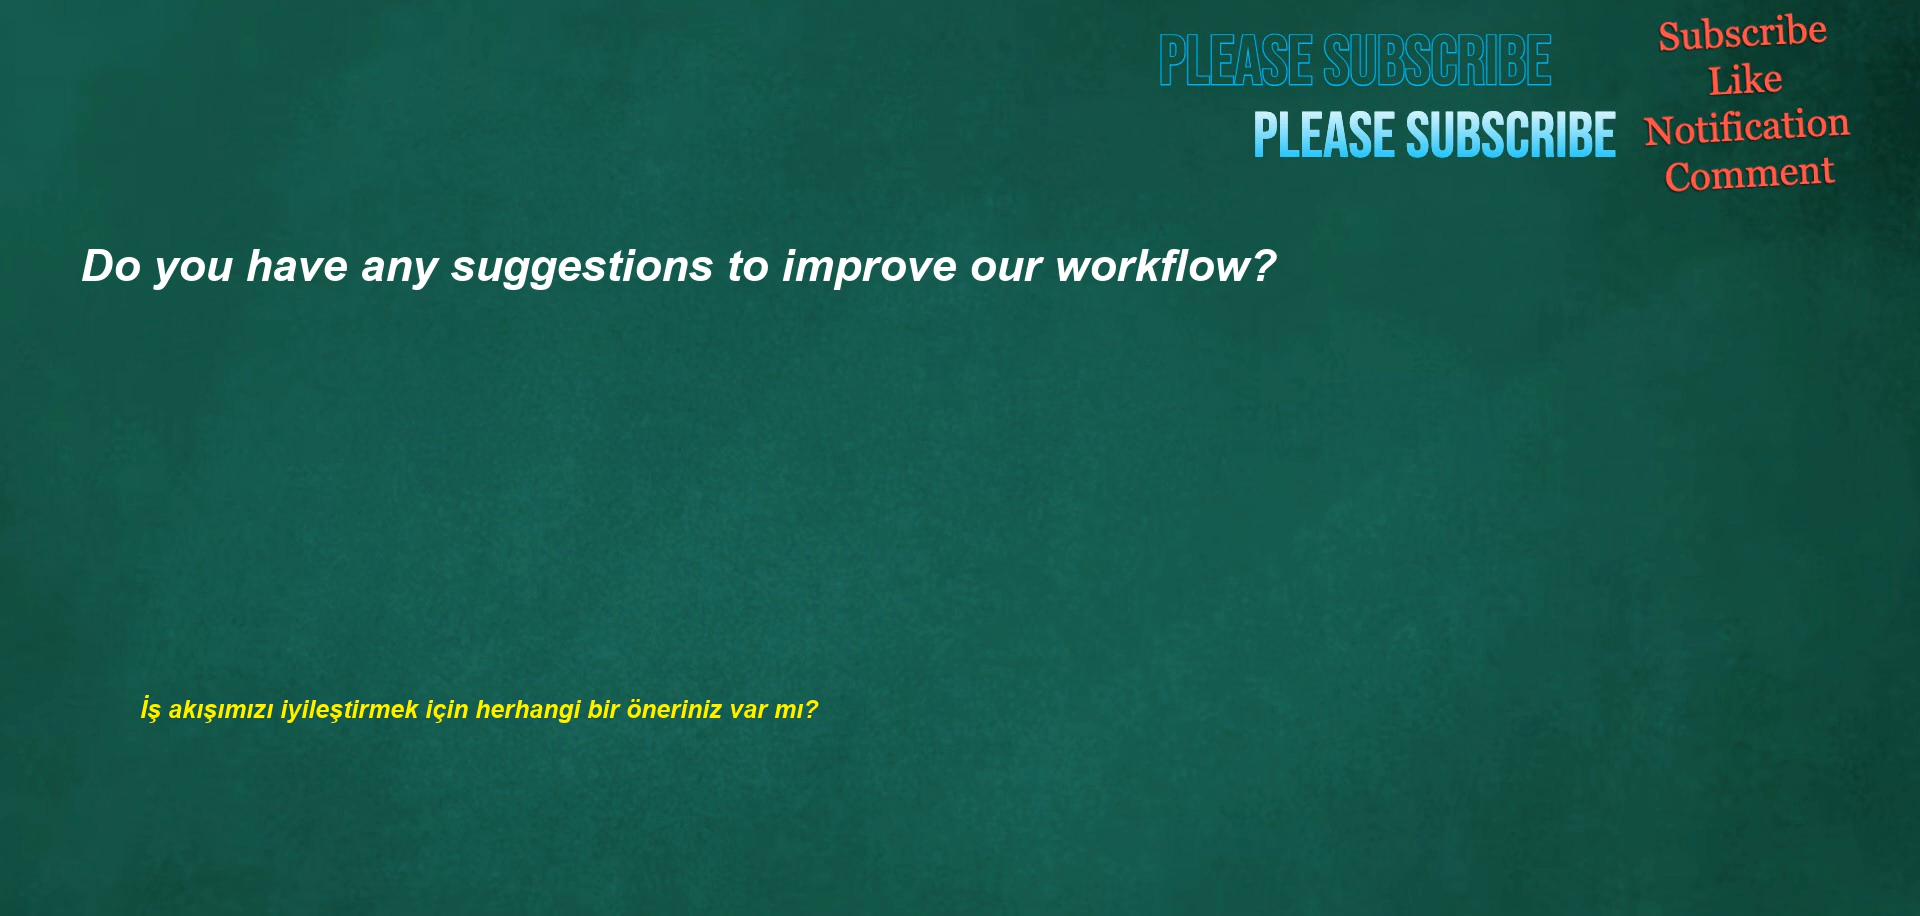 PLEASE SUBSCRIBE
PLEASE SUBSCRIBE
Subscribe
Like
Notification
Comment
Do you have any suggestions to improve our workflow?
İş akışımızı iyileştirmek için herhangi bir öneriniz var mı?